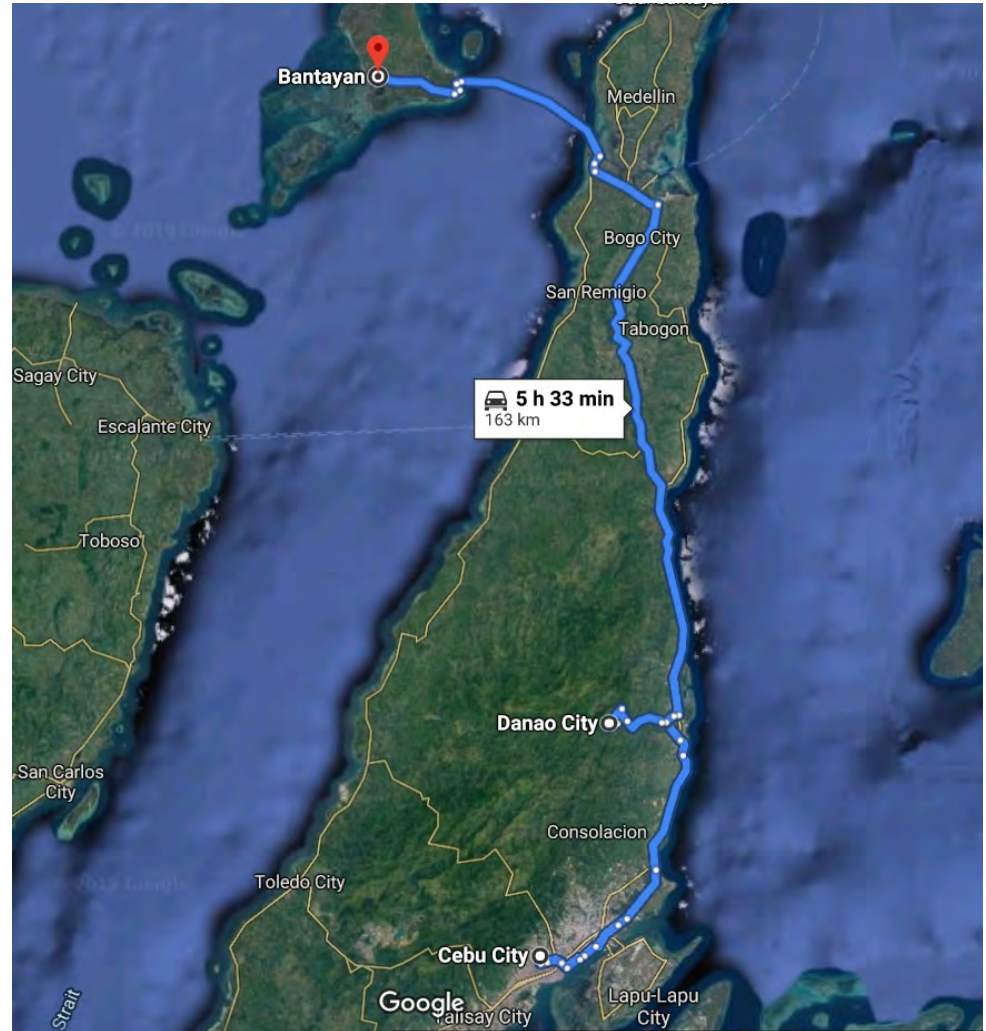 Bantayan
Medellin
Bogo City
San Remigio
Tabogon
Sagay City
5 h 33 min
163 km
Escalante City
Toboso
Danao City
San Carlos
City
Consolacion
Toledo City
Cebu City
Google
Talisay City
Lapu-Lapu
City
Strait